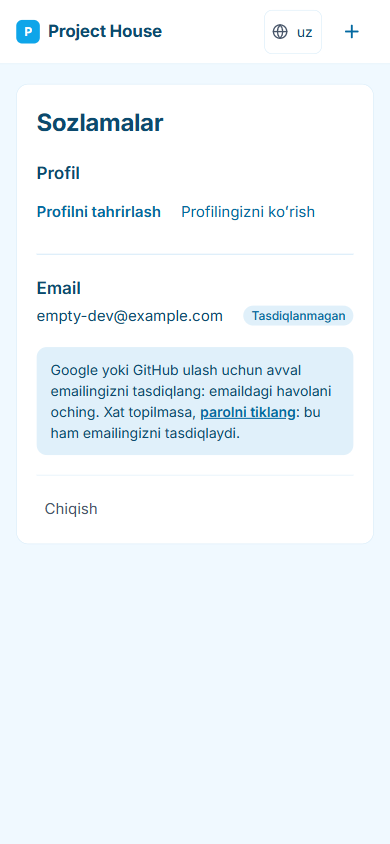 P Project House uz +
Sozlamalar
Profil
Profilni tahrirlash Profilingizni koʻrish
Email
empty-dev@example.com Tasdiqlanmagan
Google yoki GitHub ulash uchun avval
emailingizni tasdiqlang: emaildagi havolani
oching. Xat topilmasa, parolni tiklang: bu
ham emailingizni tasdiqlaydi.
Chiqish